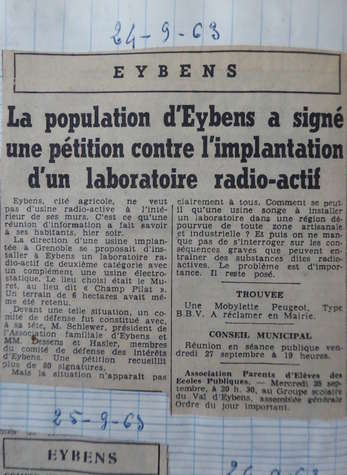 24-9-63
EYBENS
La population d'Eybens a signé
une pétition contre l'implantation
d'un laboratoire radio-actif
Eybens, cité agricole, ne veut
pas d'usine radio-active à l'inté-
rieur de ses murs. C'est ce qu'une
réunion d'information a fait savoir
à ses habitants, hier soir.
La direction d'une usine implan-
tée à Grenoble se proposait d'ins-
taller à Eybens un laboratoire ra-
dio-actif de deuxième catégorie avec
un complément une usine électro-
statique. Le lieu choisi était le Mu-
ret, au lieu dit « Champ Pilat ».
Un terrain de 6 hectares avait mê-
me été retenu.
Devant une telle situation, un co-
mité de défense fut constitué avec,
à sa tête, M. Schlewer, président de
l'Association familiale d'Eybens et
MM. Dessens et Hasler, membres
du comité de défense des intérêts
d'Eybens. Une pétition recueillit
plus de 80 signatures.
Mais la situation n'apparaît pas
clairement à tous. Comment se peut-
il qu'une usine songe à installer
un laboratoire dans une région dé-
pourvue de toute zone artisanale
et industrielle ? Et puis on ne man-
que pas de s'interroger sur les con-
séquences graves que peuvent en-
traîner des substances dites radio-
actives. Le problème est d'impor-
tance. Il reste posé.
TROUVEE
Une Mobylette Peugeot. Type
B.B.V. A réclamer en Mairie.
CONSEIL MUNICIPAL
Réunion en séance publique ven-
dredi 27 septembre à 19 heures.
Association Parents d'Elèves des
Ecoles Publiques. — Mercredi 25 sep-
tembre, à 20 h. 30, au Groupe scolaire
du Val d'Eybens, assemblée générale
Ordre du jour important.
25-9-63
EYBENS